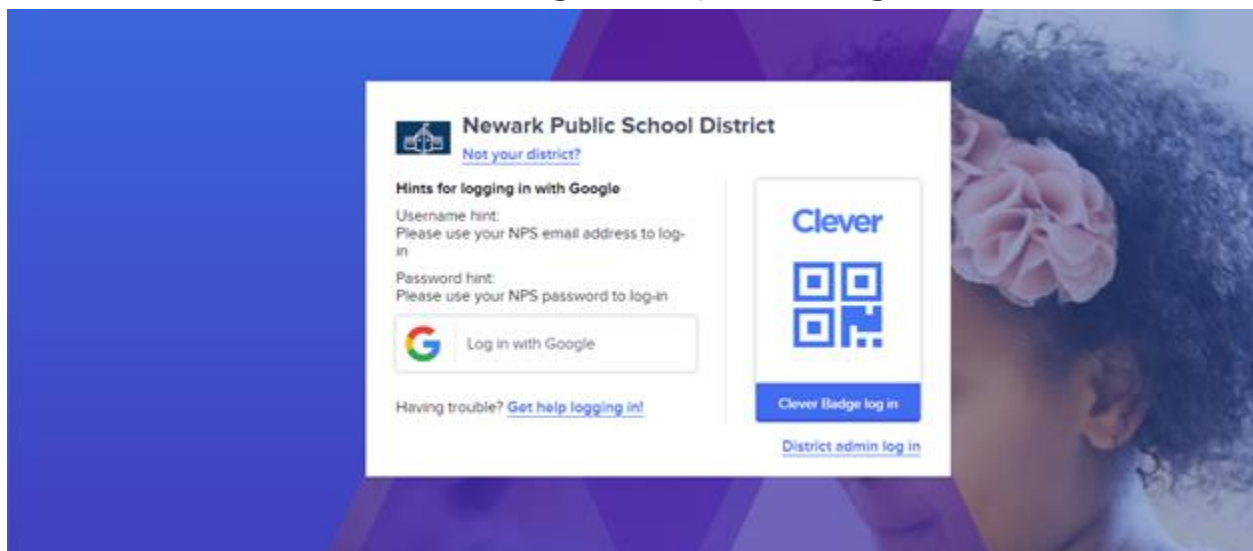 Newark Public School District
Not your district?
Hints for logging in with Google
Username hint:
Please use your NPS email address to log-
in
Password hint:
Please use your NPS password to log-in
Log in with Google
Having trouble? Get help logging in!
Clever
Clever Badge log in
District admin log in